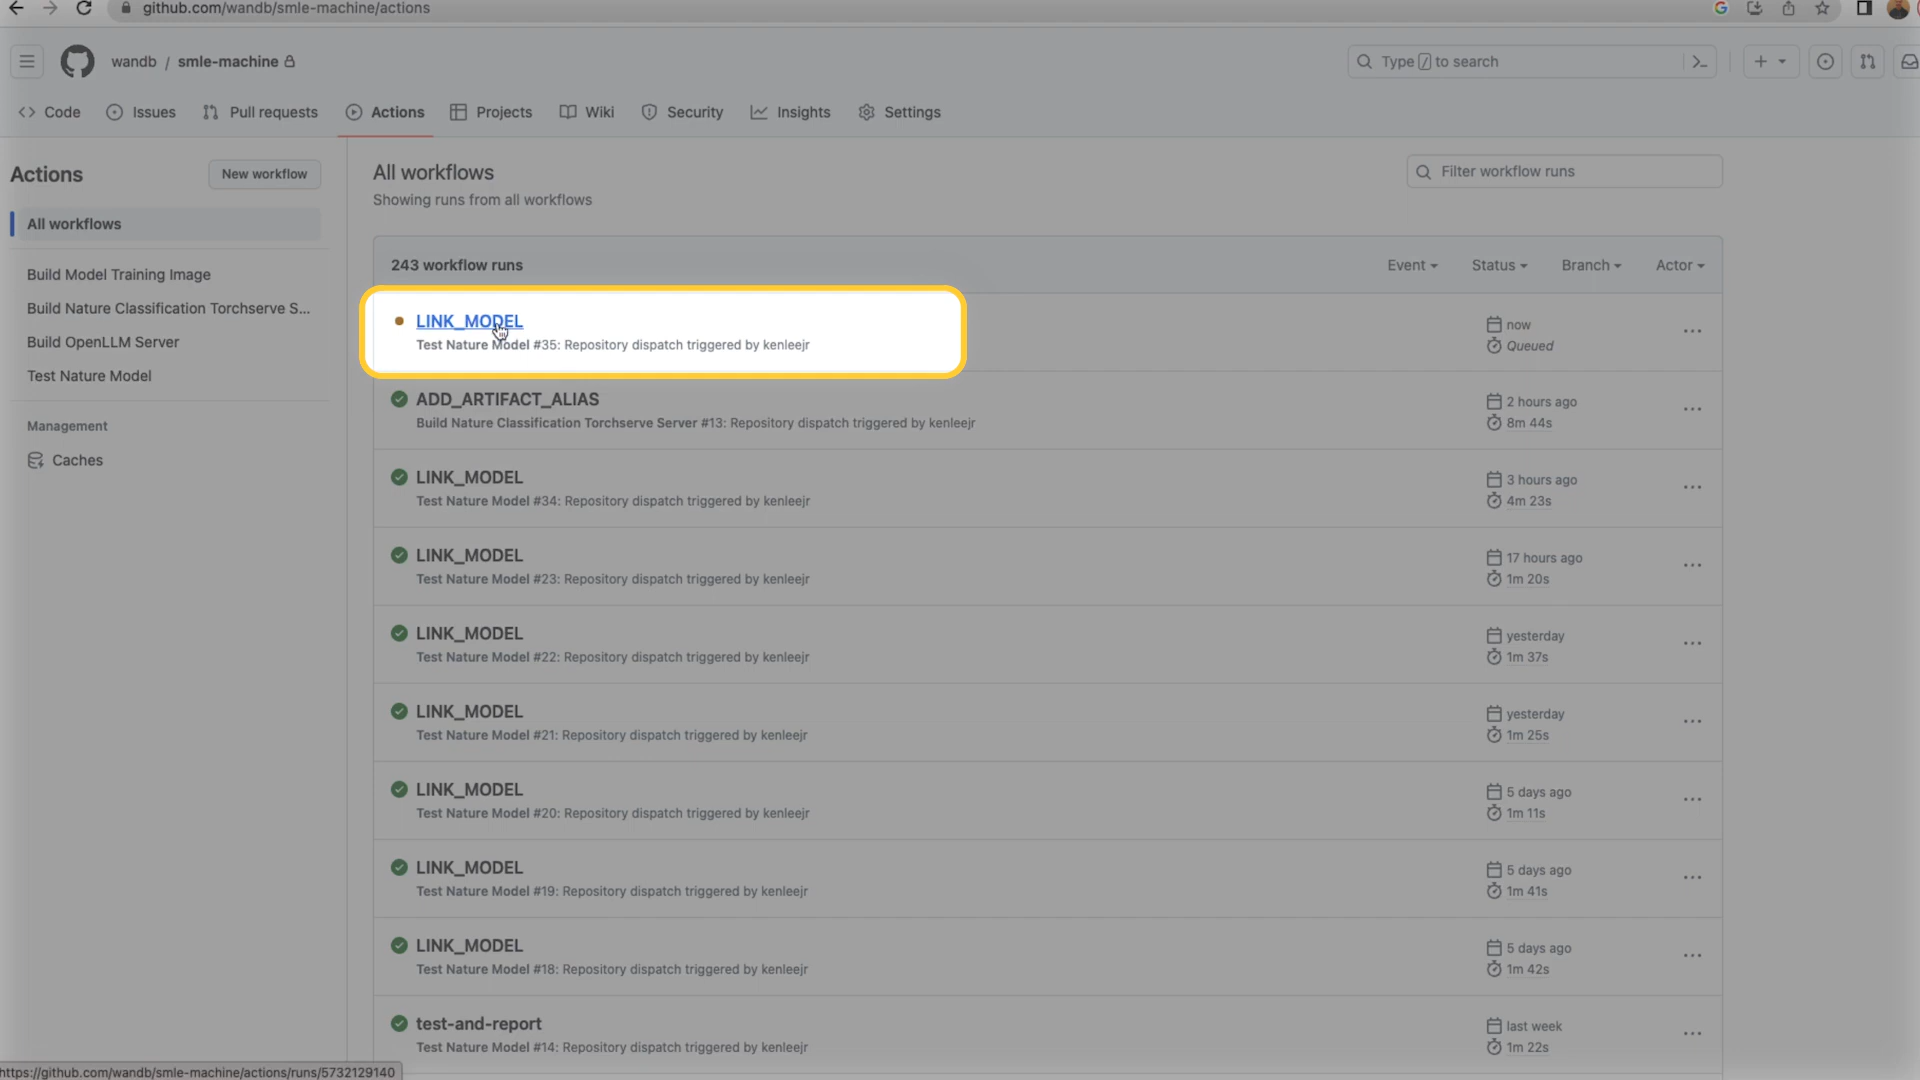 github.com/wandb/smle-machine/actions
wandb / smle-machine
Type / to search
Code
Issues
Pull requests
Actions
Projects
Wiki
Security
Insights
Settings
Actions
New workflow
All workflows
Build Model Training Image
Build Nature Classification Torchserve S...
Build OpenLLM Server
Test Nature Model
Management
Caches
All workflows
Showing runs from all workflows
Filter workflow runs
243 workflow runs
Event
Status
Branch
Actor
LINK_MODEL
Test Nature Model #35: Repository dispatch triggered by kenleejr
now
Queued
ADD_ARTIFACT_ALIAS
Build Nature Classification Torchserve Server #13: Repository dispatch triggered by kenleejr
2 hours ago
8m 44s
LINK_MODEL
Test Nature Model #34: Repository dispatch triggered by kenleejr
3 hours ago
4m 23s
LINK_MODEL
Test Nature Model #23: Repository dispatch triggered by kenleejr
17 hours ago
1m 20s
LINK_MODEL
Test Nature Model #22: Repository dispatch triggered by kenleejr
yesterday
1m 37s
LINK_MODEL
Test Nature Model #21: Repository dispatch triggered by kenleejr
yesterday
1m 25s
LINK_MODEL
Test Nature Model #20: Repository dispatch triggered by kenleejr
5 days ago
1m 11s
LINK_MODEL
Test Nature Model #19: Repository dispatch triggered by kenleejr
5 days ago
1m 41s
LINK_MODEL
Test Nature Model #18: Repository dispatch triggered by kenleejr
5 days ago
1m 42s
test-and-report
Test Nature Model #14: Repository dispatch triggered by kenleejr
last week
1m 22s
https://github.com/wandb/smle-machine/actions/runs/5732129140